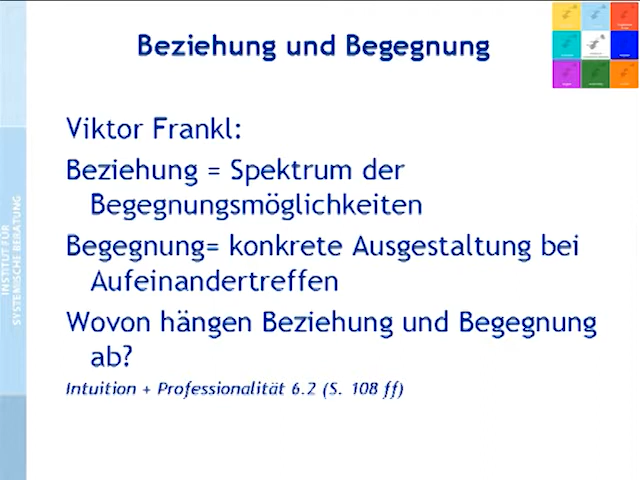 Beziehung und Begegnung
Viktor Frankl:
Beziehung = Spektrum der
Begegnungsmöglichkeiten
Begegnung= konkrete Ausgestaltung bei
Aufeinandertreffen
Wovon hängen Beziehung und Begegnung
ab?
Intuition + Professionalität 6.2 (S. 108 ff)
INSTITUT FÜR
SYSTEMISCHE BERATUNG